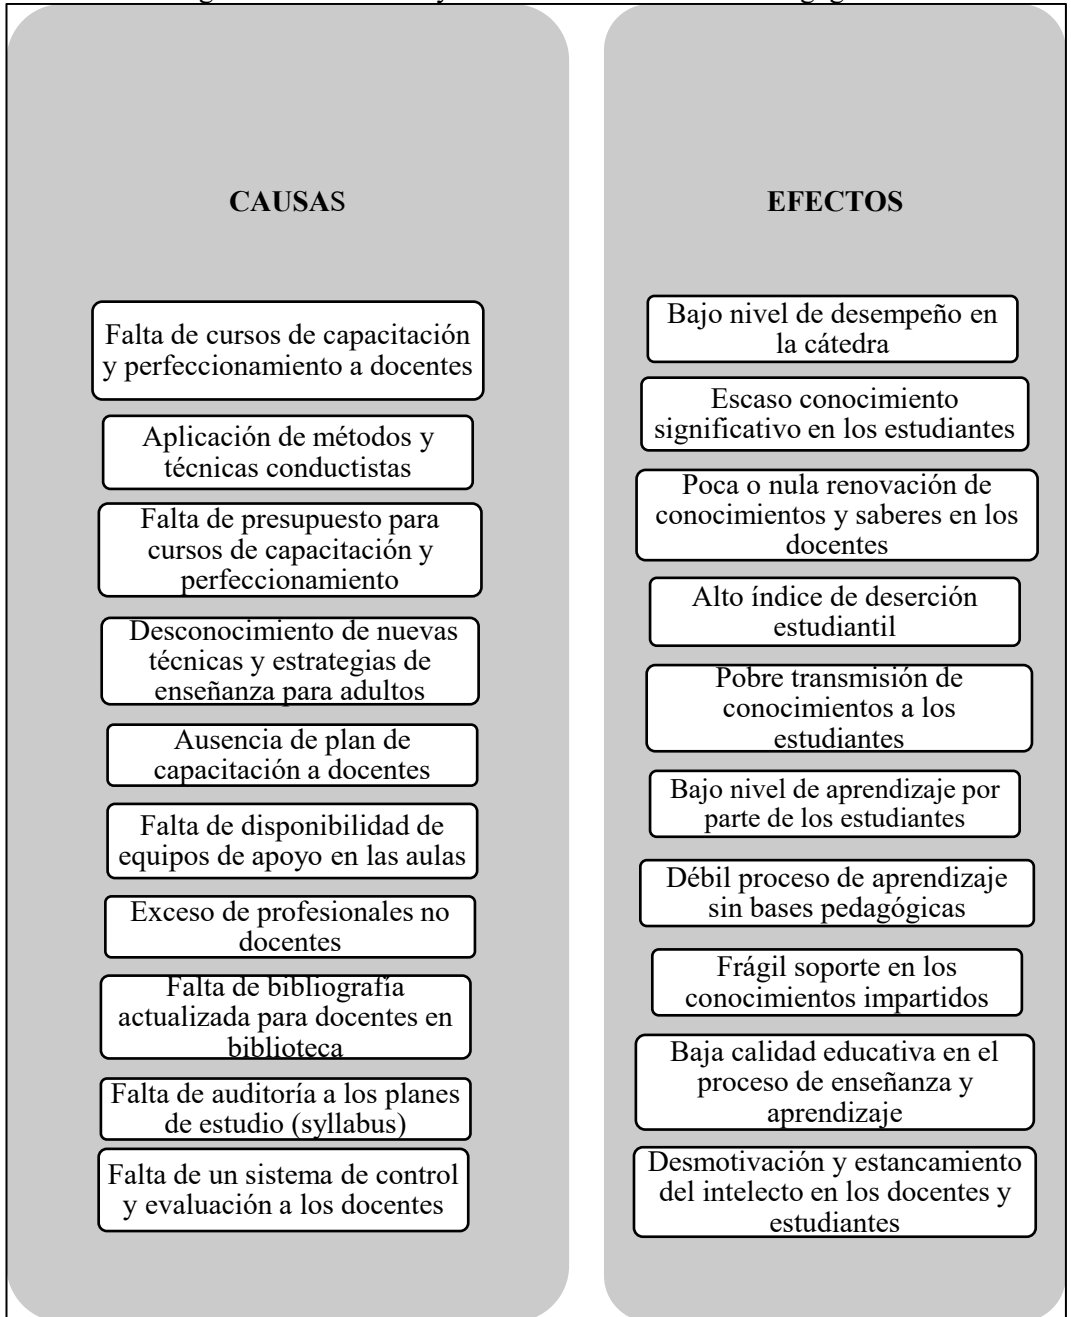 CAUSAS
Falta de cursos de capacitación
y perfeccionamiento a docentes
Aplicación de métodos y
técnicas conductistas
Falta de presupuesto para
cursos de capacitación y
perfeccionamiento
Desconocimiento de nuevas
técnicas y estrategias de
enseñanza para adultos
Ausencia de plan de
capacitación a docentes
Falta de disponibilidad de
equipos de apoyo en las aulas
Exceso de profesionales no
docentes
Falta de bibliografía
actualizada para docentes en
biblioteca
Falta de auditoría a los planes
de estudio (syllabus)
Falta de un sistema de control
y evaluación a los docentes
EFECTOS
Bajo nivel de desempeño en
la cátedra
Escaso conocimiento
significativo en los estudiantes
Poca o nula renovación de
conocimientos y saberes en los
docentes
Alto índice de deserción
estudiantil
Pobre transmisión de
conocimientos a los
estudiantes
Bajo nivel de aprendizaje por
parte de los estudiantes
Débil proceso de aprendizaje
sin bases pedagógicas
Frágil soporte en los
conocimientos impartidos
Baja calidad educativa en el
proceso de enseñanza y
aprendizaje
Desmotivación y estancamiento
del intelecto en los docentes y
estudiantes